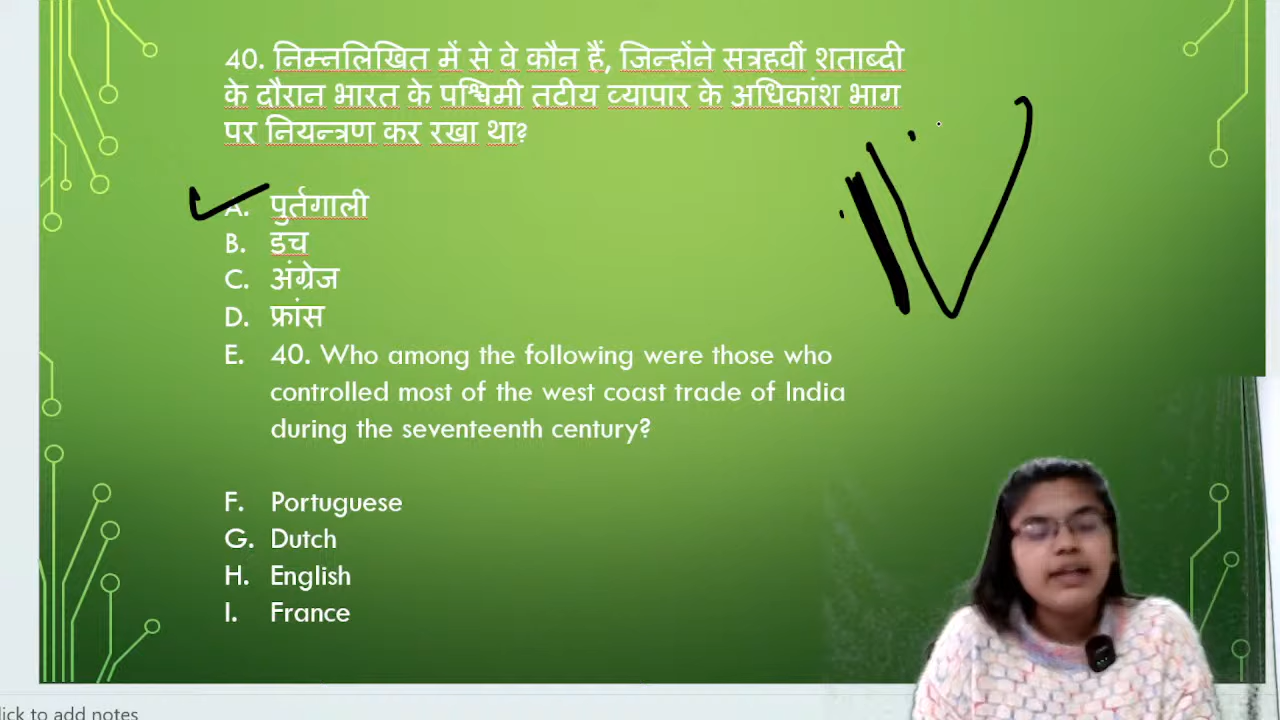 40. निम्नलिखित में से वे कौन हैं, जिन्होंने सत्रहवीं शताब्दी
के दौरान भारत के पश्चिमी तटीय व्यापार के अधिकांश भाग
पर नियन्त्रण कर रखा था?
A. पुर्तगाली
B. डच
C. अंग्रेज
D. फ्रांस
E. 40. Who among the following were those who
controlled most of the west coast trade of India
during the seventeenth century?
F. Portuguese
G. Dutch
H. English
I. France
lick to add notes